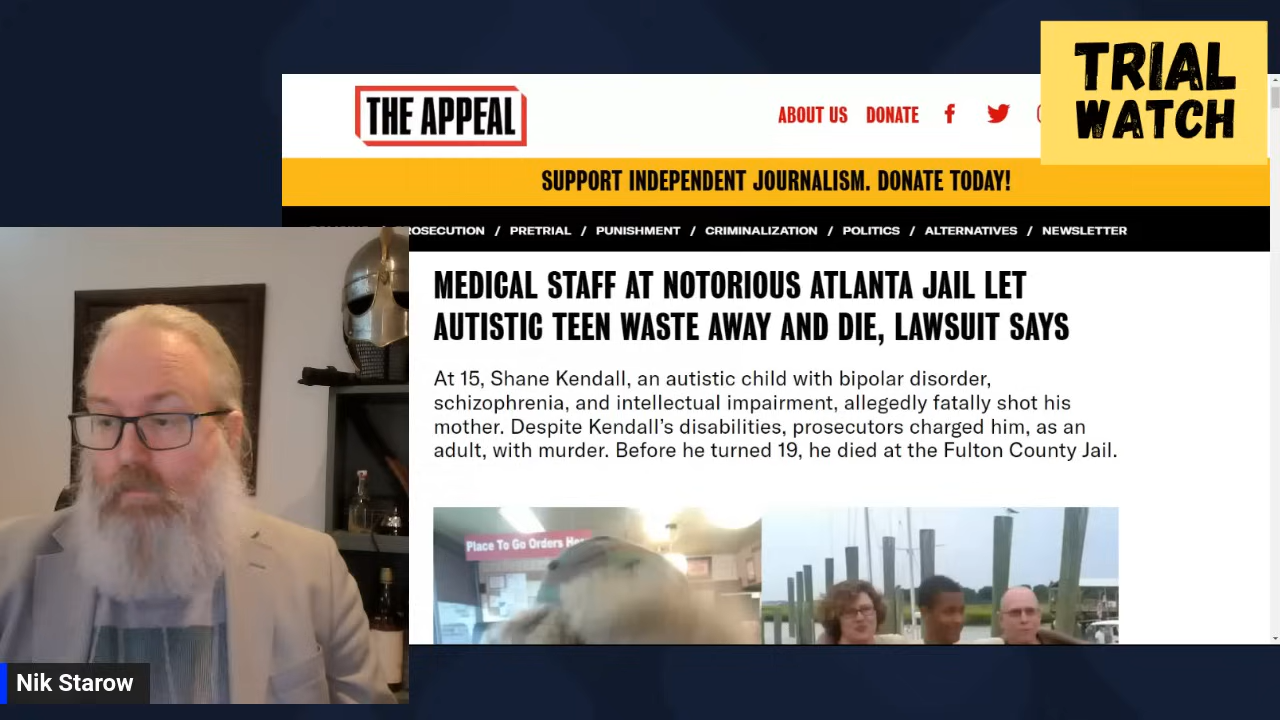 TRIAL
WATCH
THE APPEAL
ABOUT US DONATE
SUPPORT INDEPENDENT JOURNALISM. DONATE TODAY!
PROSECUTION / PRETRIAL / PUNISHMENT / CRIMINALIZATION / POLITICS / ALTERNATIVES / NEWSLETTER
MEDICAL STAFF AT NOTORIOUS ATLANTA JAIL LET
AUTISTIC TEEN WASTE AWAY AND DIE, LAWSUIT SAYS
At 15, Shane Kendall, an autistic child with bipolar disorder,
schizophrenia, and intellectual impairment, allegedly fatally shot his
mother. Despite Kendall's disabilities, prosecutors charged him, as an
adult, with murder. Before he turned 19, he died at the Fulton County Jail.
Place To Go Orders
Nik Starow